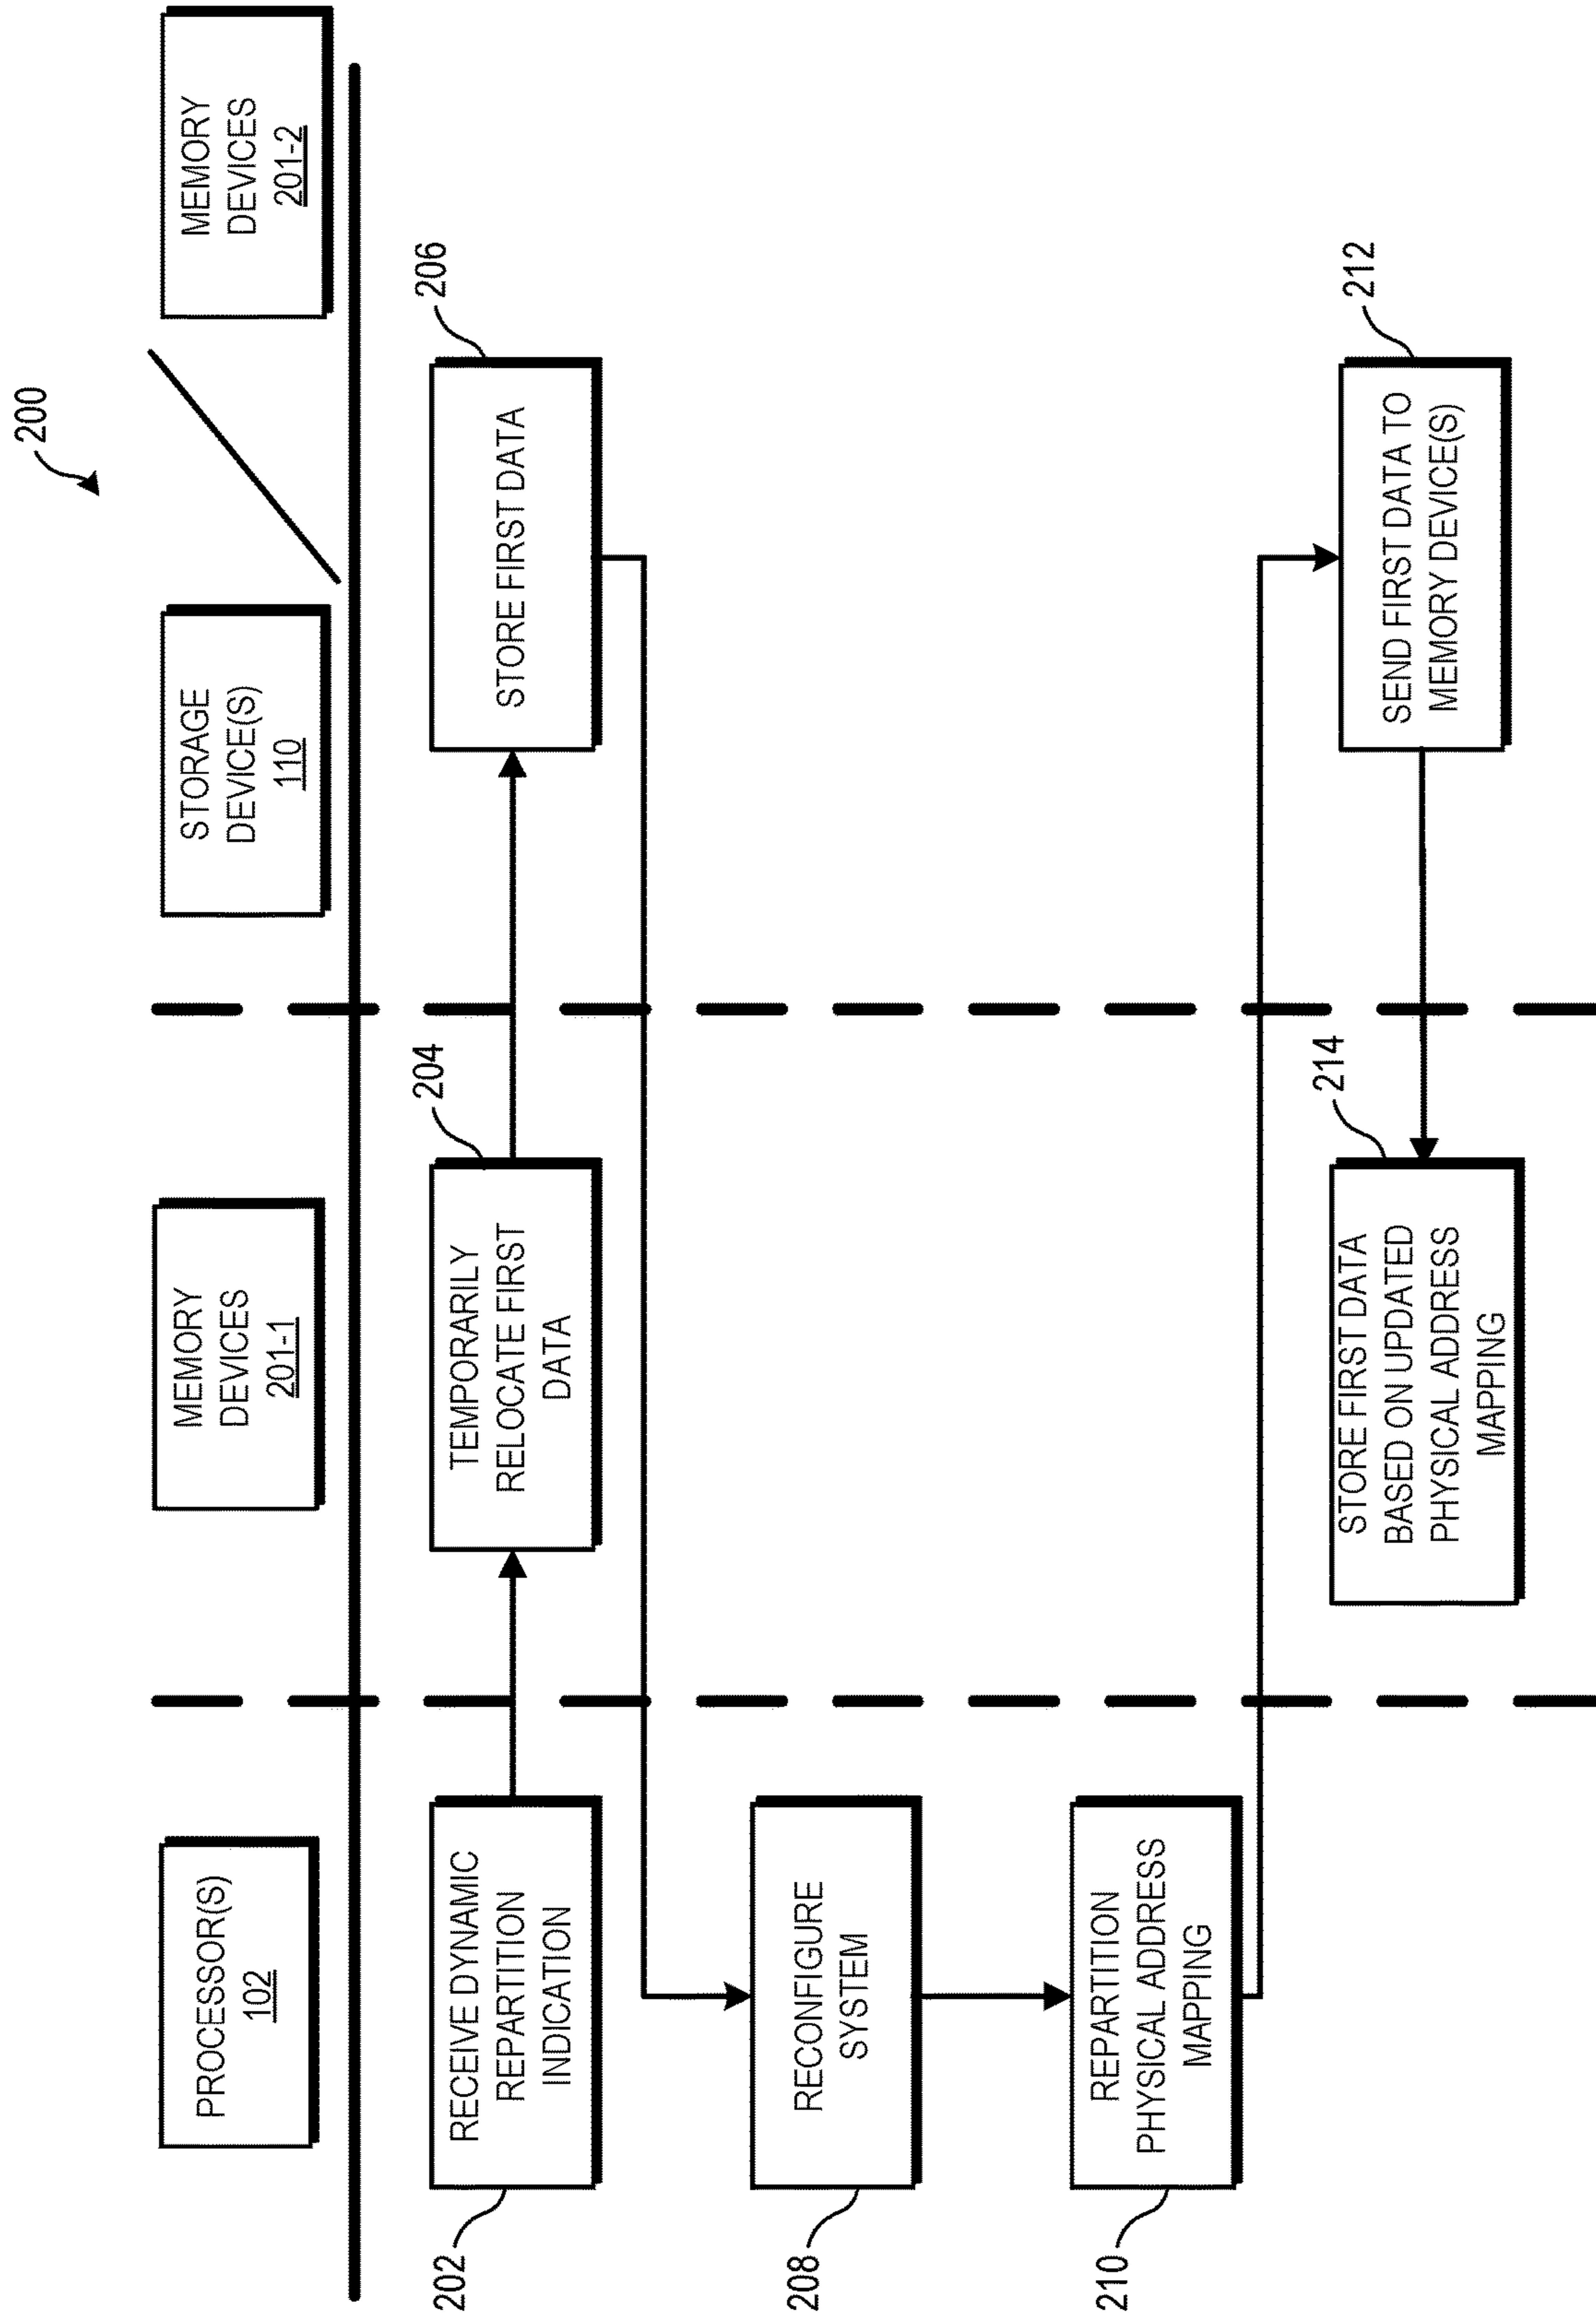 200
PROCESSOR(S)
102
MEMORY
DEVICES
201-1
STORAGE
DEVICE(S)
110
MEMORY
DEVICES
201-2
202
RECEIVE DYNAMIC
REPARTITION
INDICATION
204
TEMPORARILY
RELOCATE FIRST
DATA
206
STORE FIRST DATA
208
RECONFIGURE
SYSTEM
210
REPARTITION
PHYSICAL ADDRESS
MAPPING
212
SEND FIRST DATA TO
MEMORY DEVICE(S)
214
STORE FIRST DATA
BASED ON UPDATED
PHYSICAL ADDRESS
MAPPING